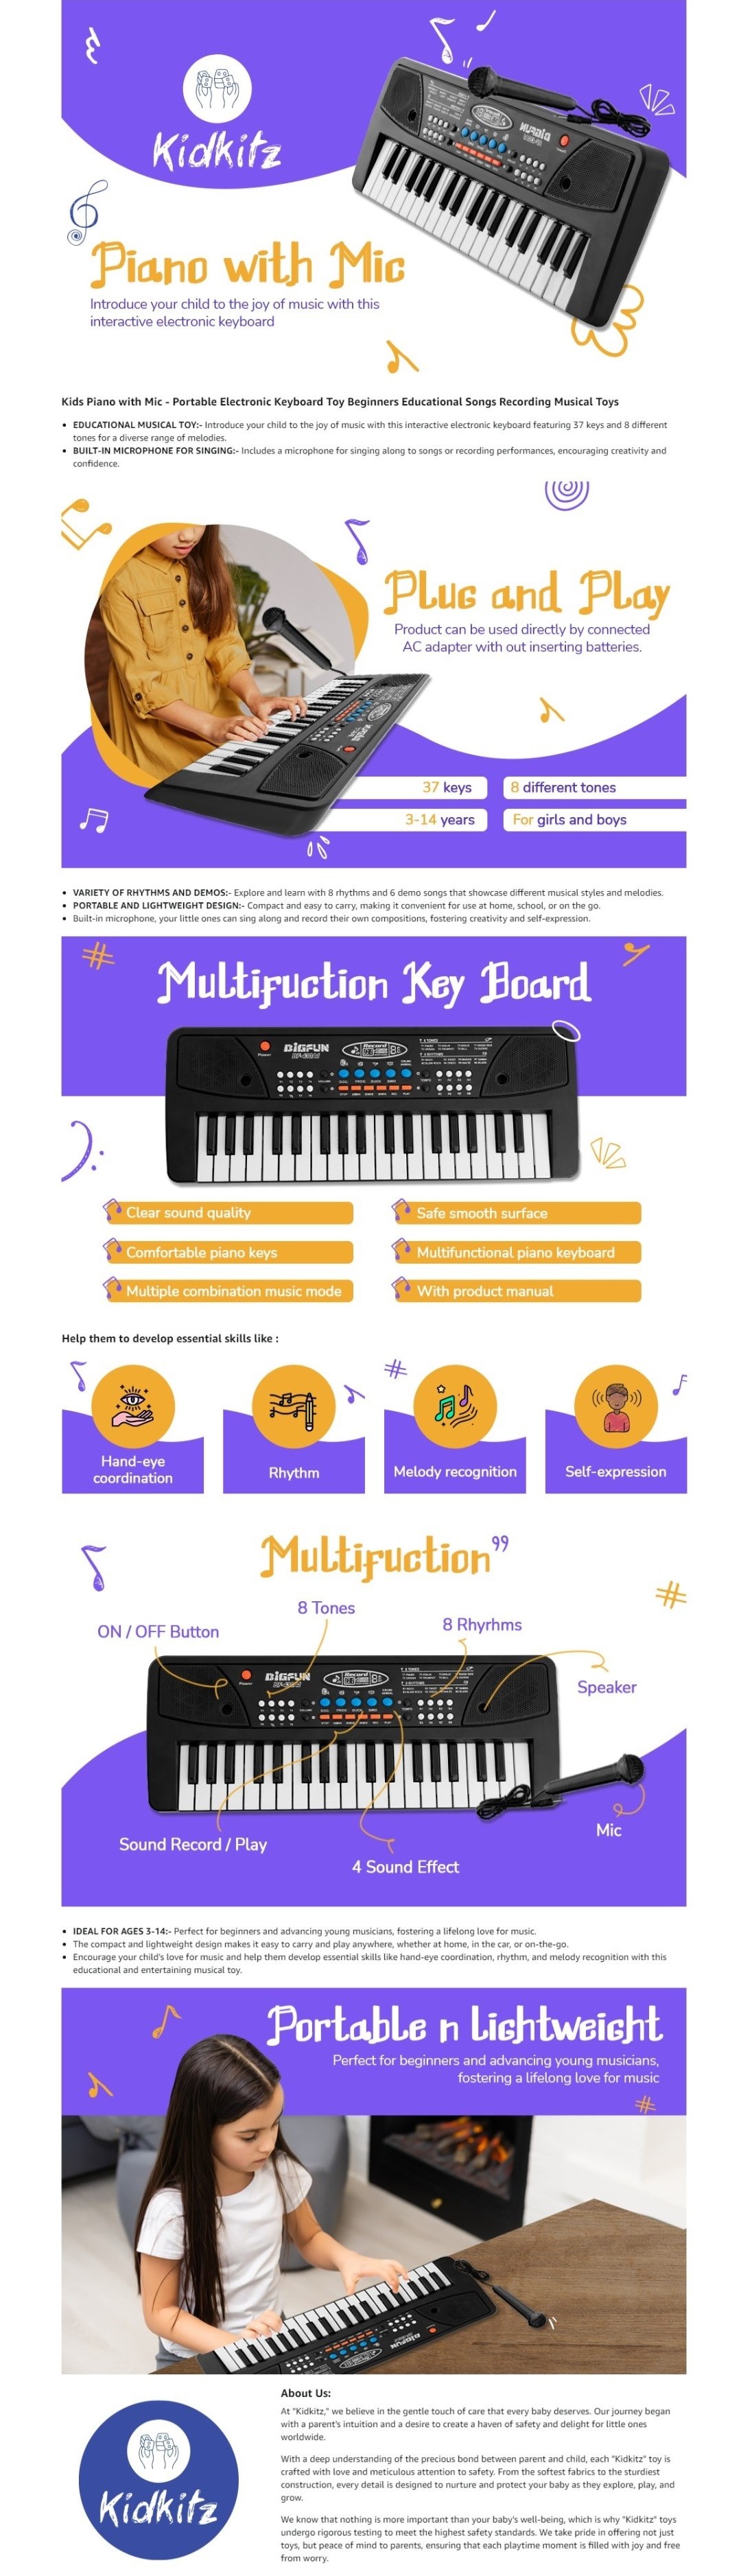 Kidkitz
Piano with Mic
Introduce your child to the joy of music with this
interactive electronic keyboard
Kids Piano with Mic - Portable Electronic Keyboard Toy Beginners Educational Songs Recording Musical Toys
EDUCATIONAL MUSICAL TOY:- Introduce your child to the joy of music with this interactive electronic keyboard featuring 37 keys and 8 different
tones for a diverse range of melodies.
BUILT-IN MICROPHONE FOR SINGING:- Includes a microphone for singing along to songs or recording performances, encouraging creativity and
confidence.
Plug and Play
Product can be used directly by connected
AC adapter with out inserting batteries.
37 keys
8 different tones
3-14 years
For girls and boys
VARIETY OF RHYTHMS AND DEMOS:- Explore and learn with 8 rhythms and 6 demo songs that showcase different musical styles and melodies.
PORTABLE AND LIGHTWEIGHT DESIGN:- Compact and easy to carry, making it convenient for use at home, school, or on the go.
Built-in microphone, your little ones can sing along and record their own compositions, fostering creativity and self-expression.
Multifuction Key Board
Power
BIGFUN
Record
Clear sound quality
Safe smooth surface
Comfortable piano keys
Multifunctional piano keyboard
Multiple combination music mode
With product manual
Help them to develop essential skills like :
Hand-eye
coordination
Rhythm
Melody recognition
Self-expression
Multifuction
8 Tones
8 Rhyrhms
ON / OFF Button
Speaker
Power
BIGFUN
Record
Mic
Sound Record / Play
4 Sound Effect
IDEAL FOR AGES 3-14:- Perfect for beginners and advancing young musicians, fostering a lifelong love for music.
The compact and lightweight design makes it easy to carry and play anywhere, whether at home, in the car, or on-the-go.
Encourage your child's love for music and help them develop essential skills like hand-eye coordination, rhythm, and melody recognition with this
educational and entertaining musical toy.
Portable n Lightweight
Perfect for beginners and advancing young musicians,
fostering a lifelong love for music
BIGFUN
Kidkitz
About Us:
At "Kidkitz," we believe in the gentle touch of care that every baby deserves. Our journey began
with a parent's intuition and a desire to create a haven of safety and delight for little ones
worldwide.
With a deep understanding of the precious bond between parent and child, each "Kidkitz" toy is
crafted with love and meticulous attention to safety. From the softest fabrics to the sturdiest
construction, every detail is designed to nurture and protect your baby as they explore, play, and
grow.
We know that nothing is more important than your baby's well-being, which is why "Kidkitz" toys
undergo rigorous testing to meet the highest safety standards. We take pride in offering not just
toys, but peace of mind to parents, ensuring that each playtime moment is filled with joy and free
from worry.